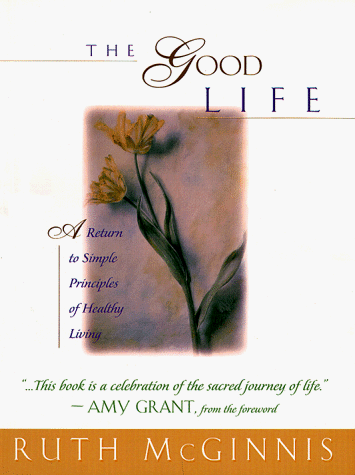 THE GOOD
LIFE
A Return
to Simple
Principles
of Healthy
Living
"...This book is a celebration of the sacred journey of life."
— AMY GRANT, from the foreword
RUTH McGINNIS